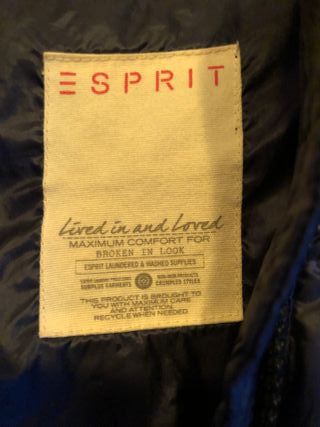 ESPRIT
Lived in and Loved
MAXIMUM COMFORT FOR
BROKEN IN LOOK
ESPRIT LAUNDERED & WASHED SUPPLIES
SURPLUS GARMENTS
CRUMPLED STYLES
THIS PRODUCT IS BROUGHT TO
YOU WITH MAXIMUM CARE
AND ATTENTION.
RECYCLE WHEN NEEDED